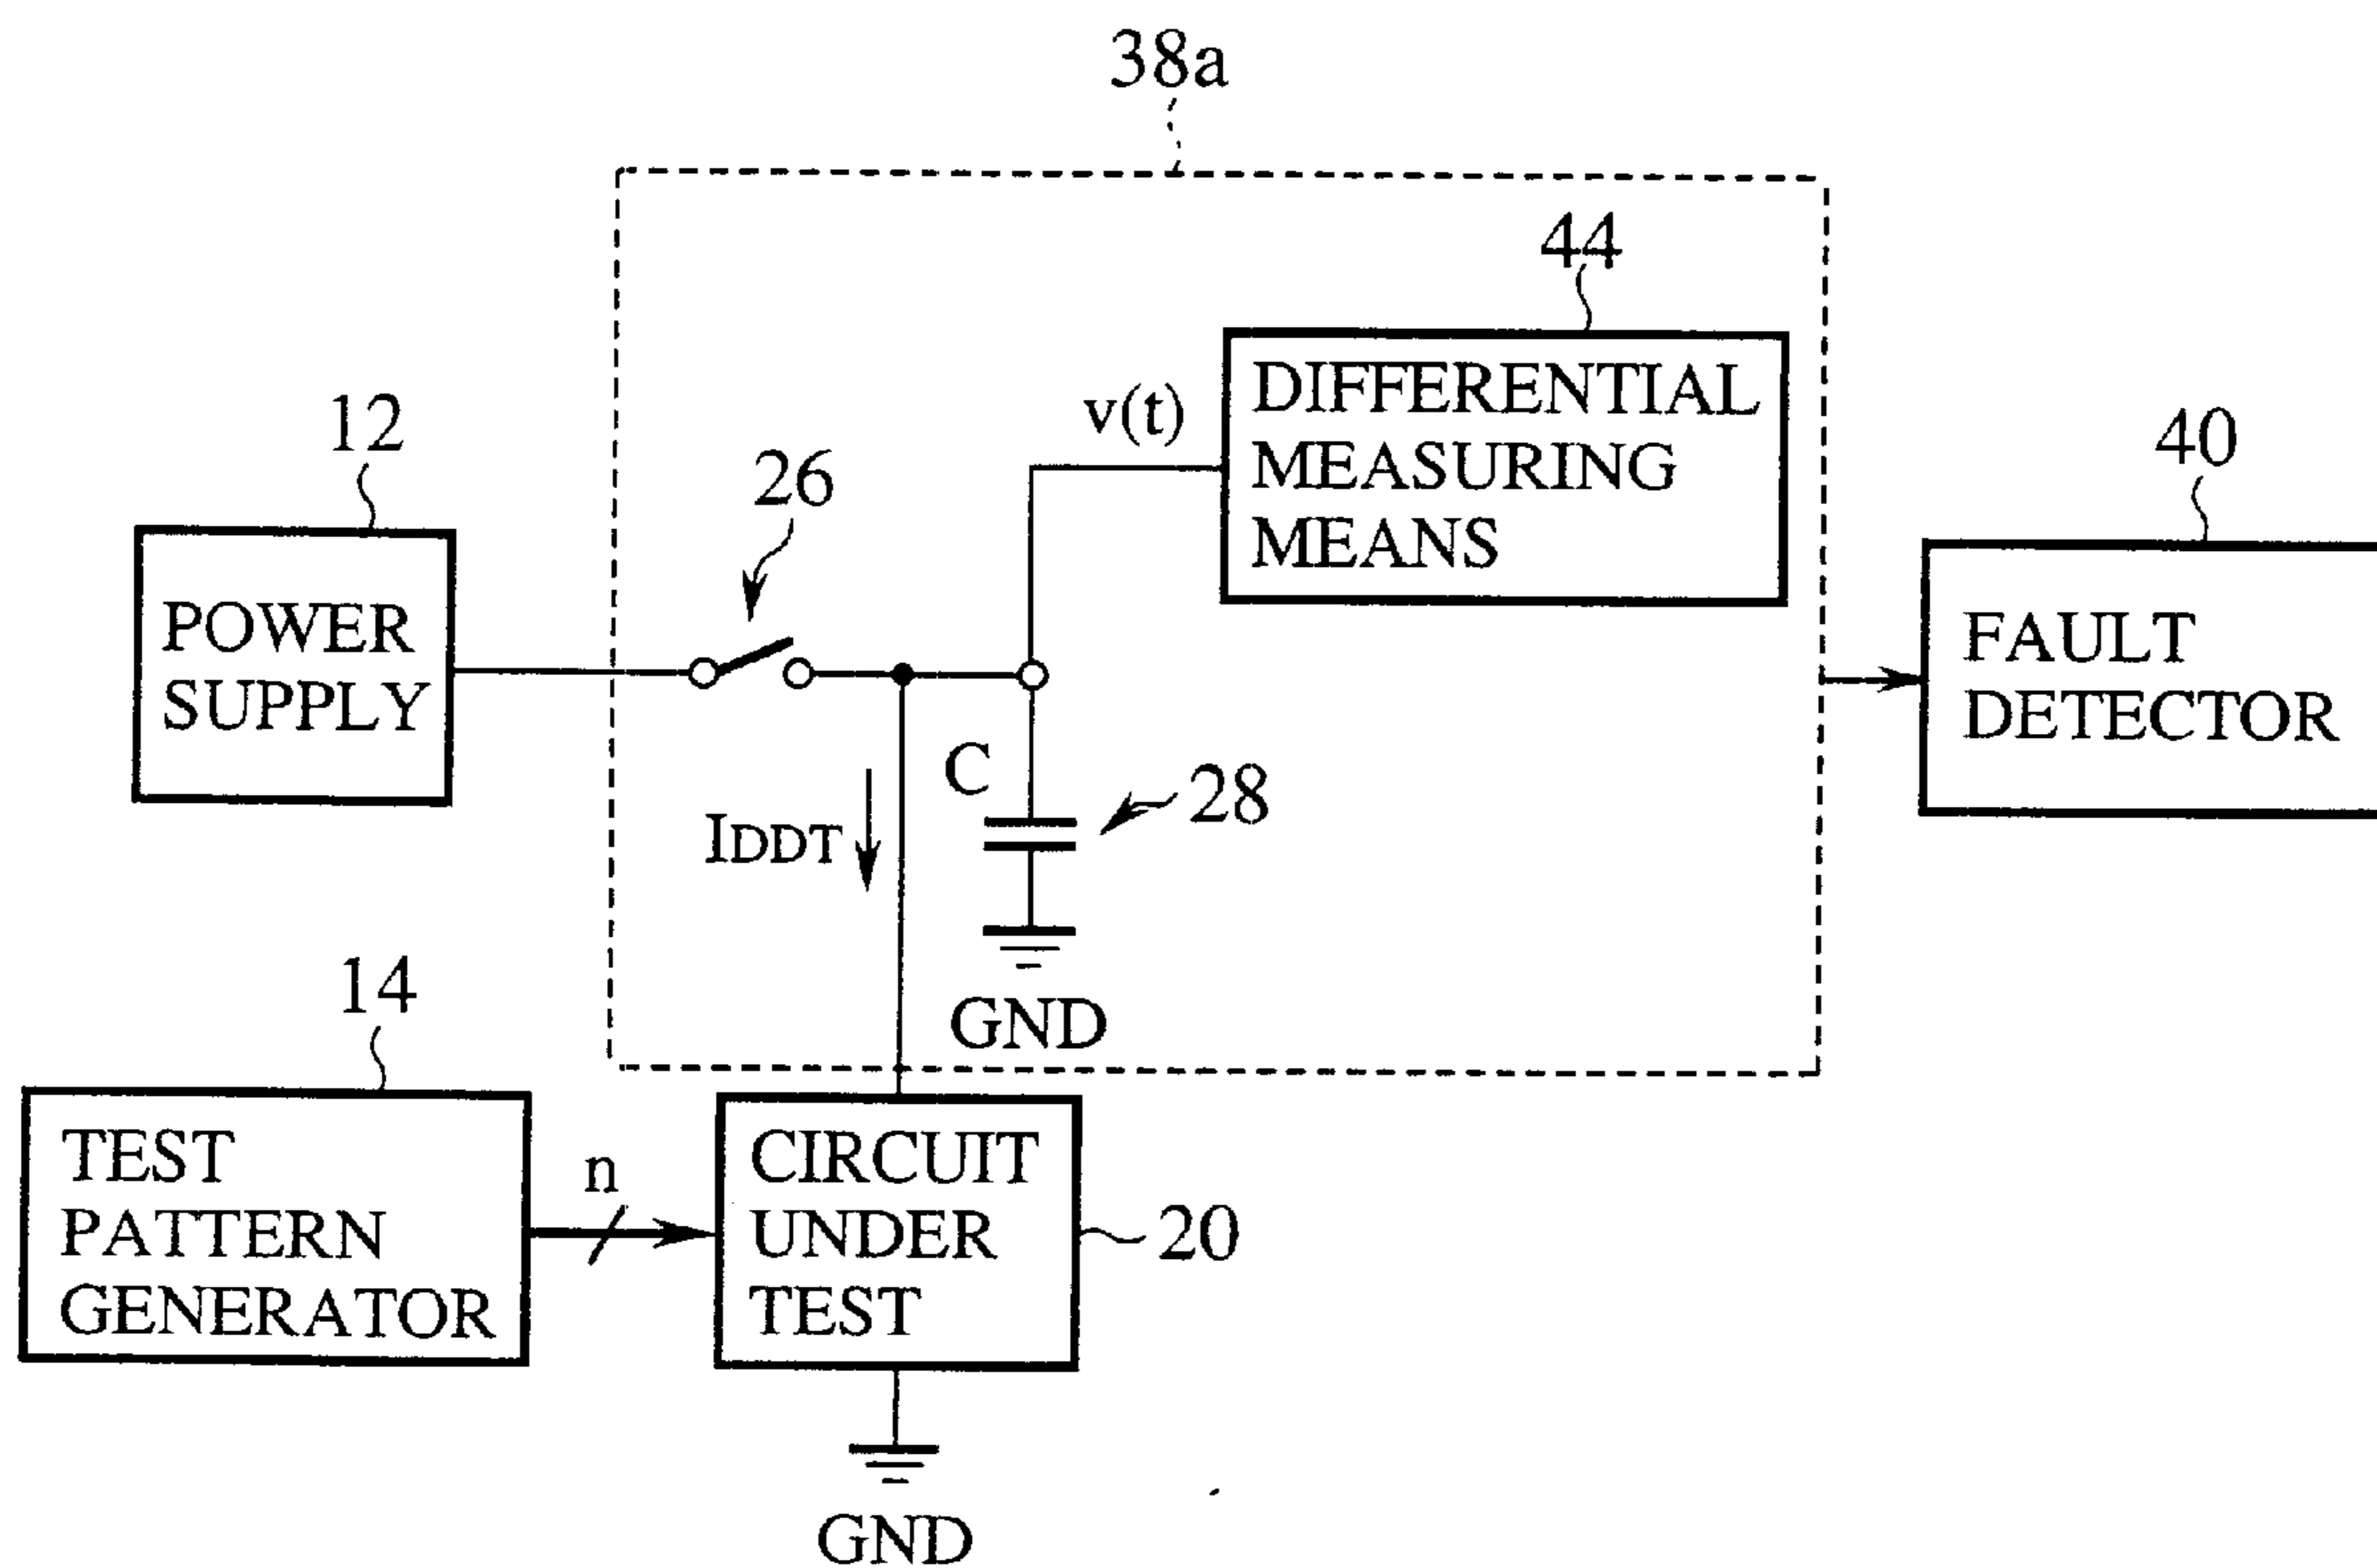 38a
44
DIFFERENTIAL
MEASURING
MEANS
v(t)
12
26
40
POWER
SUPPLY
FAULT
DETECTOR
C
28
IDDT
14
GND
TEST
PATTERN
GENERATOR
n
CIRCUIT
UNDER
TEST
20
GND